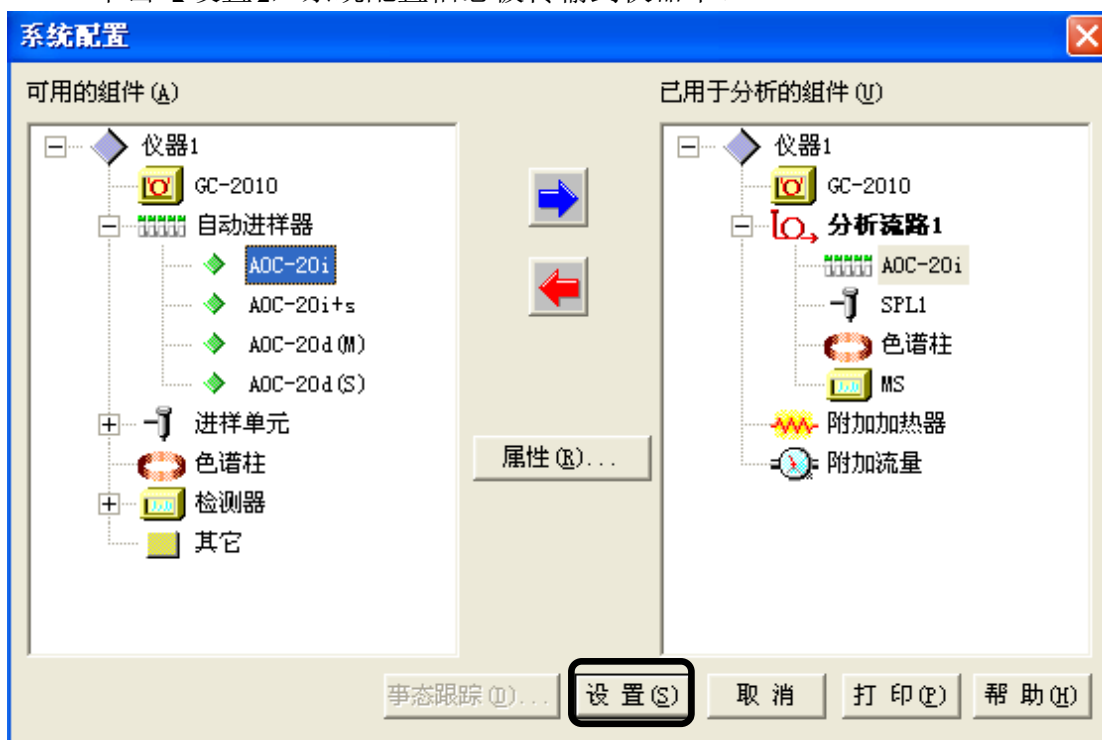 系统配置
可用的组件(A)
仪器1
GC-2010
自动进样器
AOC-20i
AOC-20i+s
AOC-20d(M)
AOC-20d(S)
进样单元
色谱柱
检测器
其它
属性(R)...
已用于分析的组件(U)
仪器1
GC-2010
分析流路1
AOC-20i
SPL1
色谱柱
MS
附加加热器
附加流量
事态跟踪(D)... 设 置(S) 取 消 打 印(P) 帮 助(H)